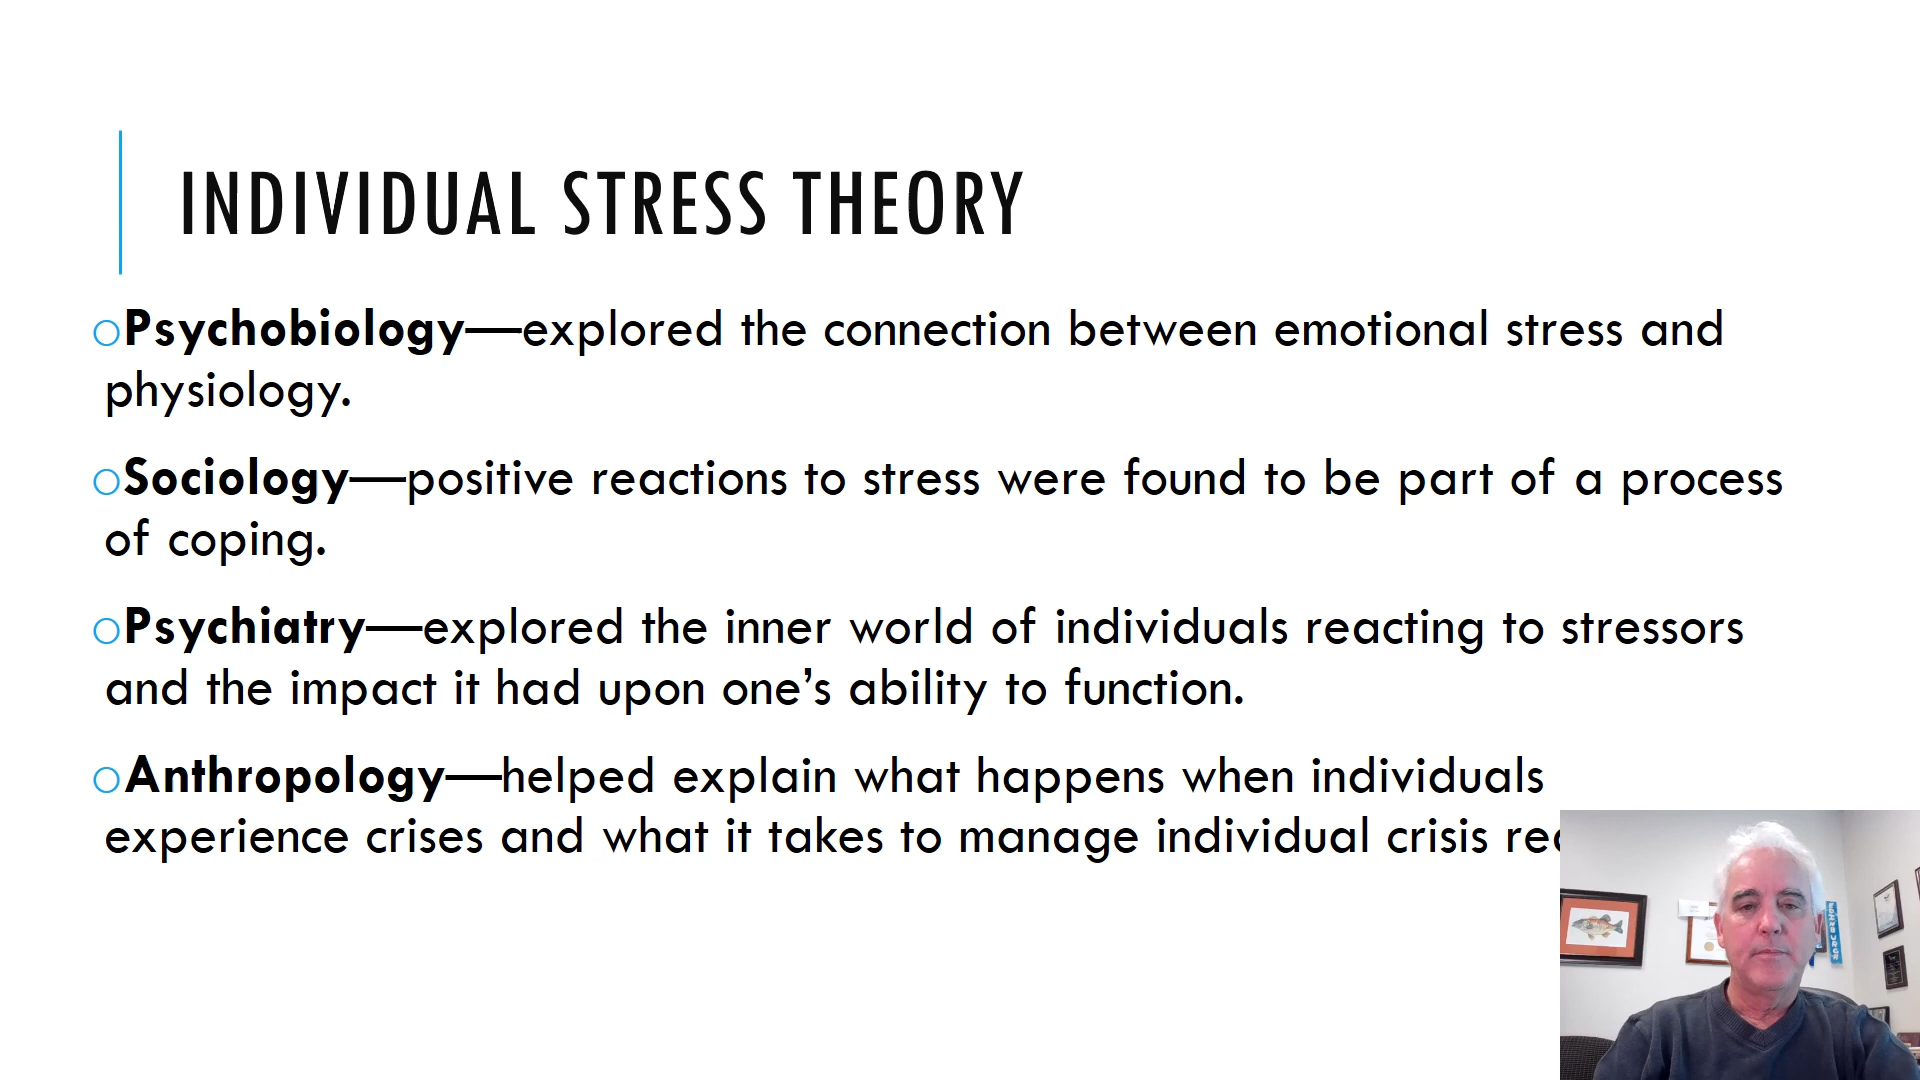 INDIVIDUAL STRESS THEORY
oPsychobiology—explored the connection between emotional stress and
physiology.
oSociology—positive reactions to stress were found to be part of a process
of coping.
oPsychiatry—explored the inner world of individuals reacting to stressors
and the impact it had upon one’s ability to function.
oAnthropology—helped explain what happens when individuals
experience crises and what it takes to manage individual crisis
EDINBURGH